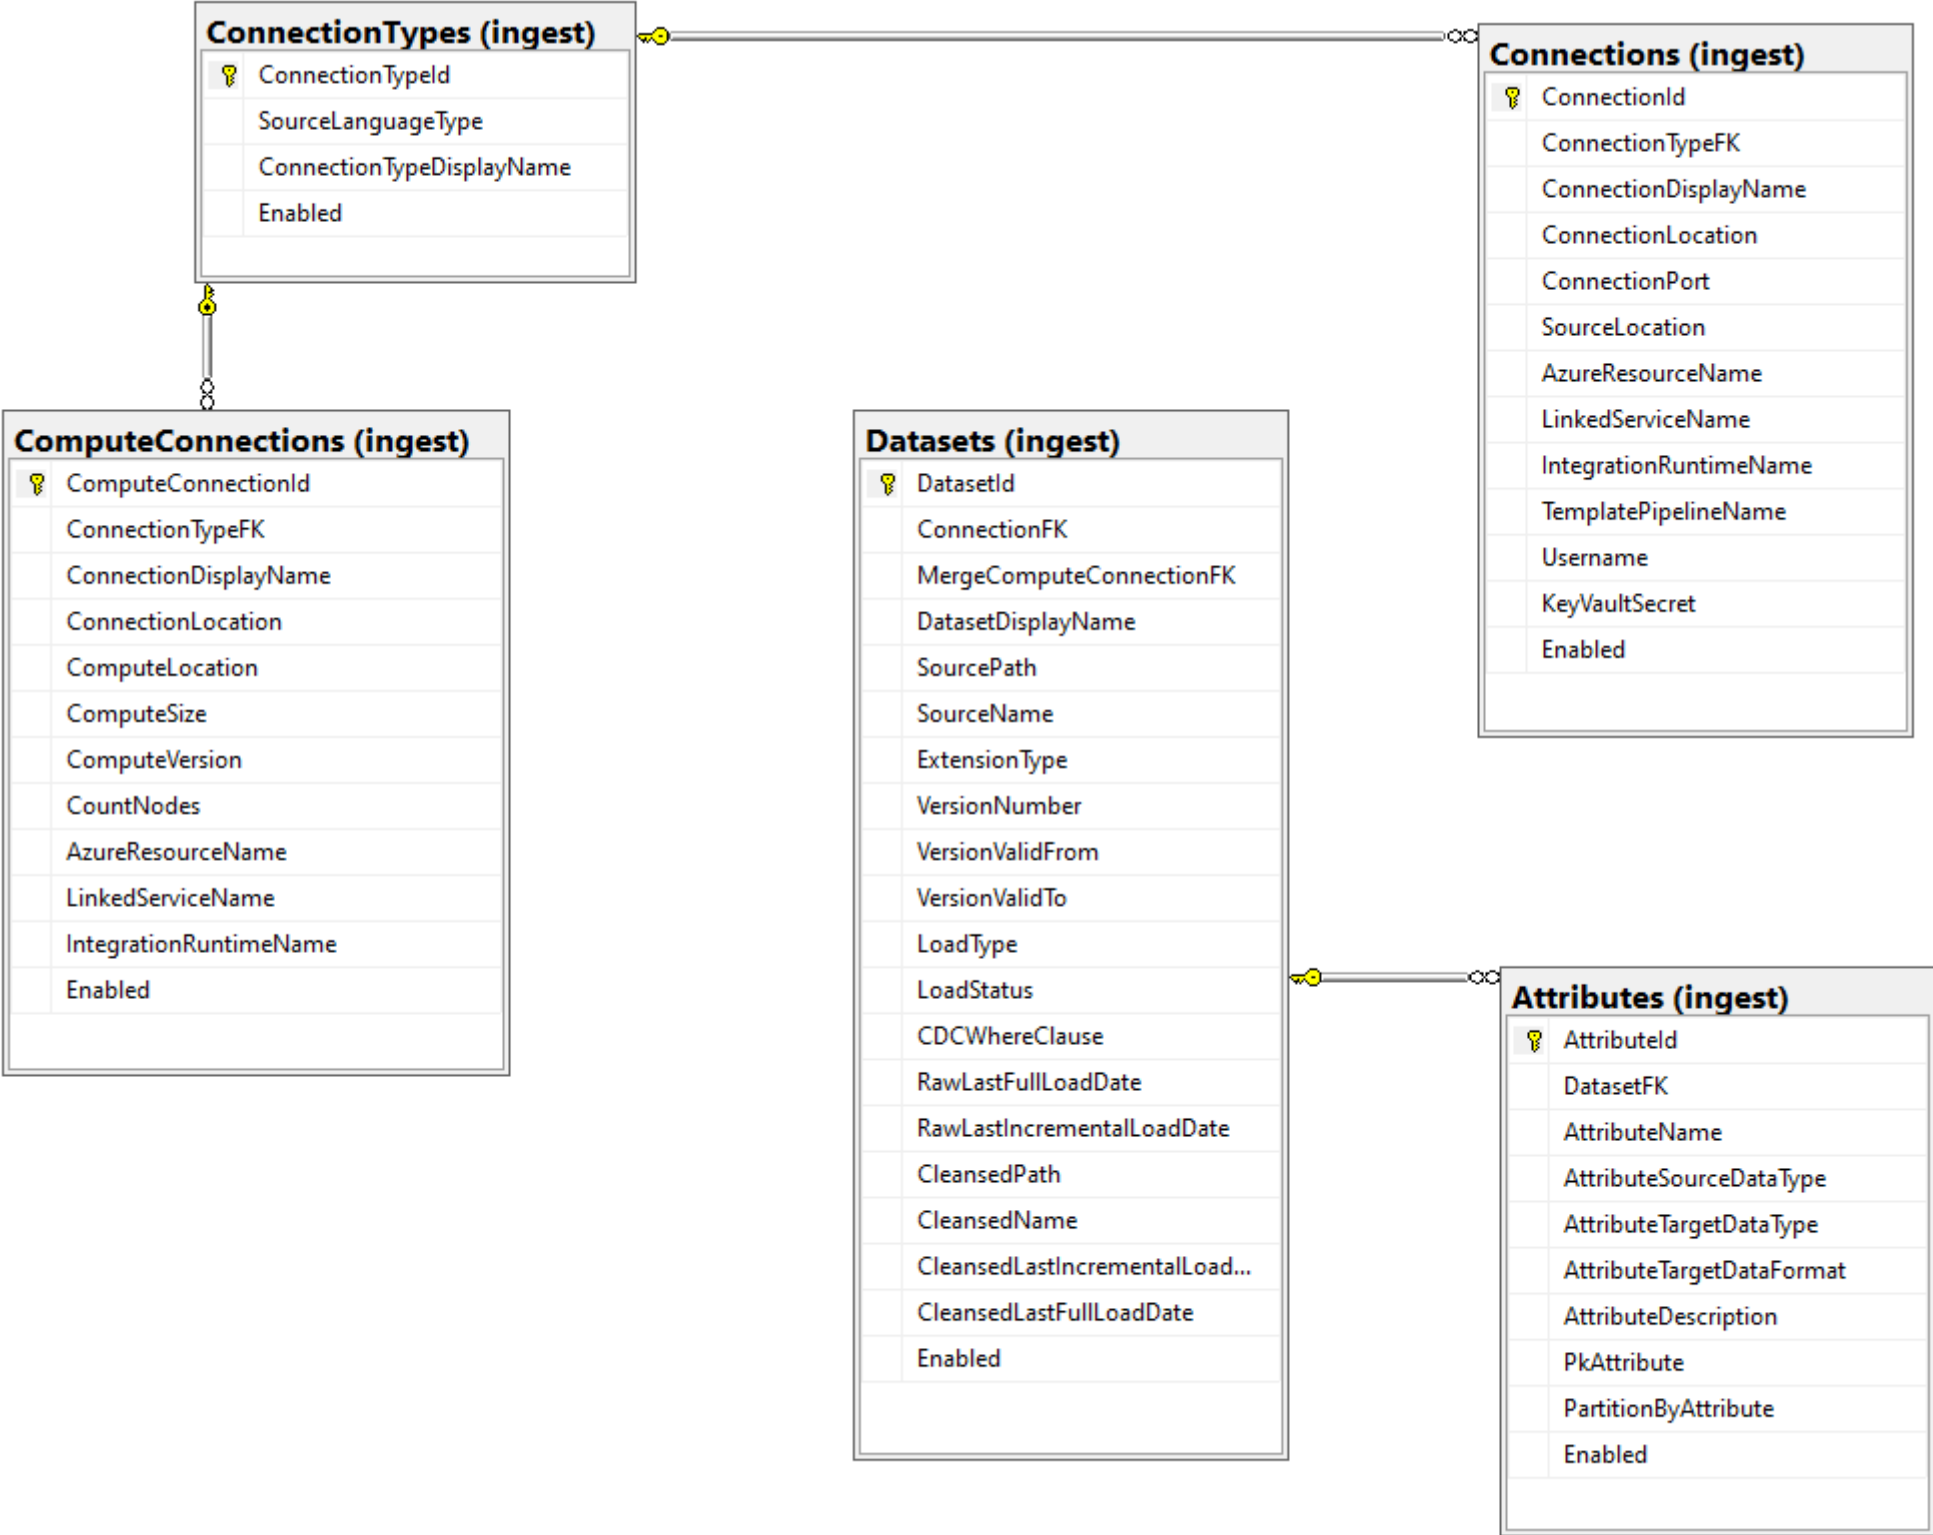 ConnectionTypes (ingest)
ConnectionTypeId
SourceLanguageType
ConnectionTypeDisplayName
Enabled
Connections (ingest)
ConnectionId
ConnectionTypeFK
ConnectionDisplayName
ConnectionLocation
ConnectionPort
SourceLocation
AzureResourceName
LinkedServiceName
IntegrationRuntimeName
TemplatePipelineName
Username
KeyVaultSecret
Enabled
ComputeConnections (ingest)
ComputeConnectionId
ConnectionTypeFK
ConnectionDisplayName
ConnectionLocation
ComputeLocation
ComputeSize
ComputeVersion
CountNodes
AzureResourceName
LinkedServiceName
IntegrationRuntimeName
Enabled
Datasets (ingest)
DatasetId
ConnectionFK
MergeComputeConnectionFK
DatasetDisplayName
SourcePath
SourceName
ExtensionType
VersionNumber
VersionValidFrom
VersionValidTo
LoadType
LoadStatus
CDCWhereClause
RawLastFullLoadDate
RawLastIncrementalLoadDate
CleansedPath
CleansedName
CleansedLastIncrementalLoad...
CleansedLastFullLoadDate
Enabled
Attributes (ingest)
AttributeId
DatasetFK
AttributeName
AttributeSourceDataType
AttributeTargetDataType
AttributeTargetDataFormat
AttributeDescription
PkAttribute
PartitionByAttribute
Enabled